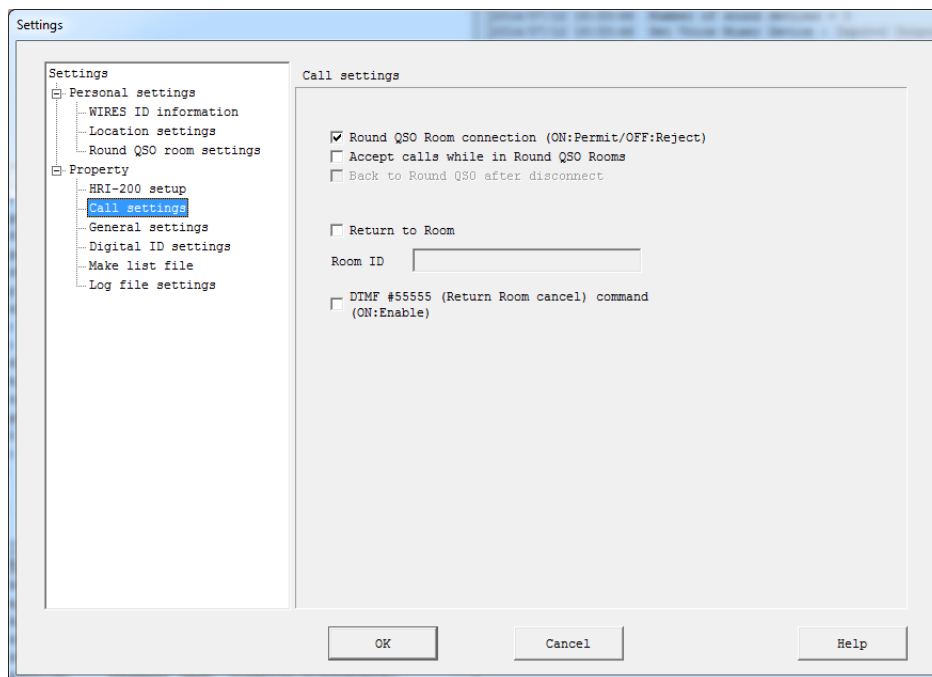 Settings
Settings
Personal settings
WIRES ID information
Location settings
Round QSO room settings
Property
HRI-200 setup
Call settings
General settings
Digital ID settings
Make list file
Log file settings
Call settings
Round QSO Room connection (ON:Permit/OFF:Reject)
Accept calls while in Round QSO Rooms
Back to Round QSO after disconnect
Return to Room
Room ID
DTMF #55555 (Return Room cancel) command
(ON:Enable)
OK
Cancel
Help